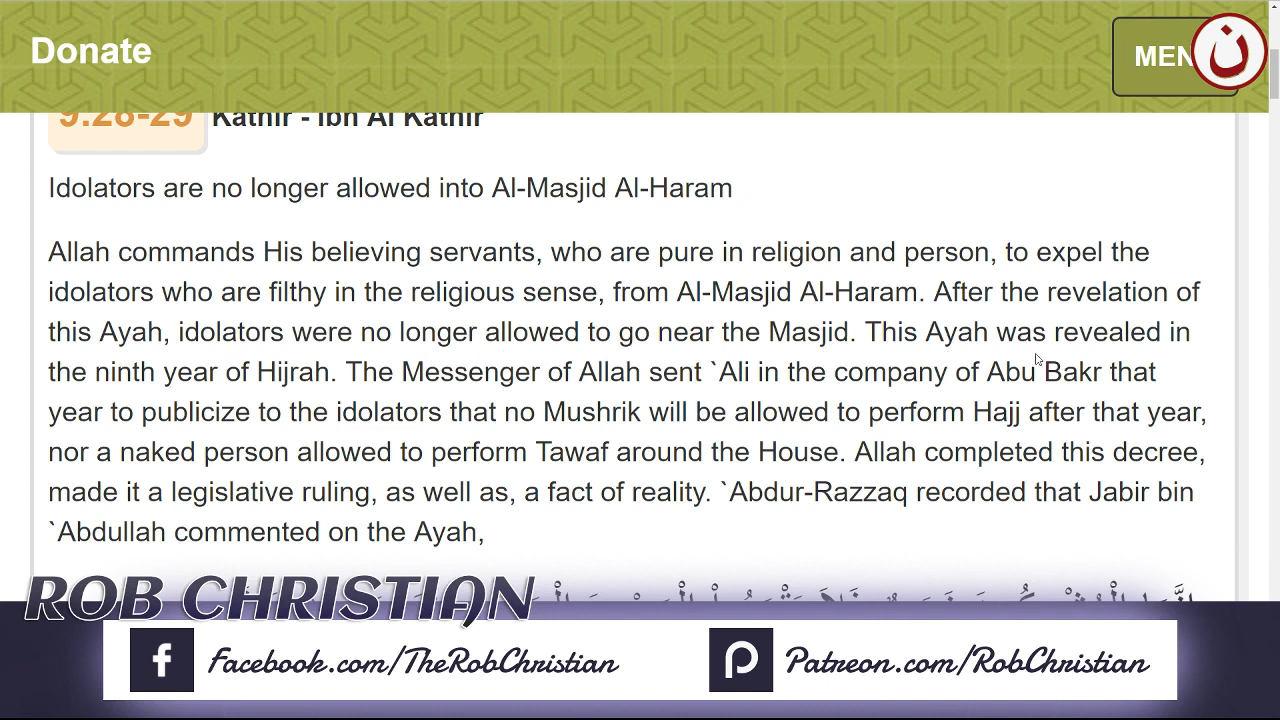 Donate
MEN
ن
9:28-29 Kathir - Ibn Al Kathir
Idolators are no longer allowed into Al-Masjid Al-Haram
Allah commands His believing servants, who are pure in religion and person, to expel the
idolators who are filthy in the religious sense, from Al-Masjid Al-Haram. After the revelation of
this Ayah, idolators were no longer allowed to go near the Masjid. This Ayah was revealed in
the ninth year of Hijrah. The Messenger of Allah sent `Ali in the company of Abu Bakr that
year to publicize to the idolators that no Mushrik will be allowed to perform Hajj after that year,
nor a naked person allowed to perform Tawaf around the House. Allah completed this decree,
made it a legislative ruling, as well as, a fact of reality. `Abdur-Razzaq recorded that Jabir bin
`Abdullah commented on the Ayah,
ROB CHRISTIAN
f Facebook.com/TheRobChristian
Patreon.com/RobChristian